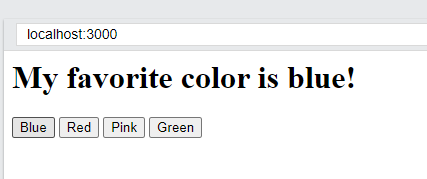 localhost:3000
My favorite color is blue!
Blue Red Pink Green